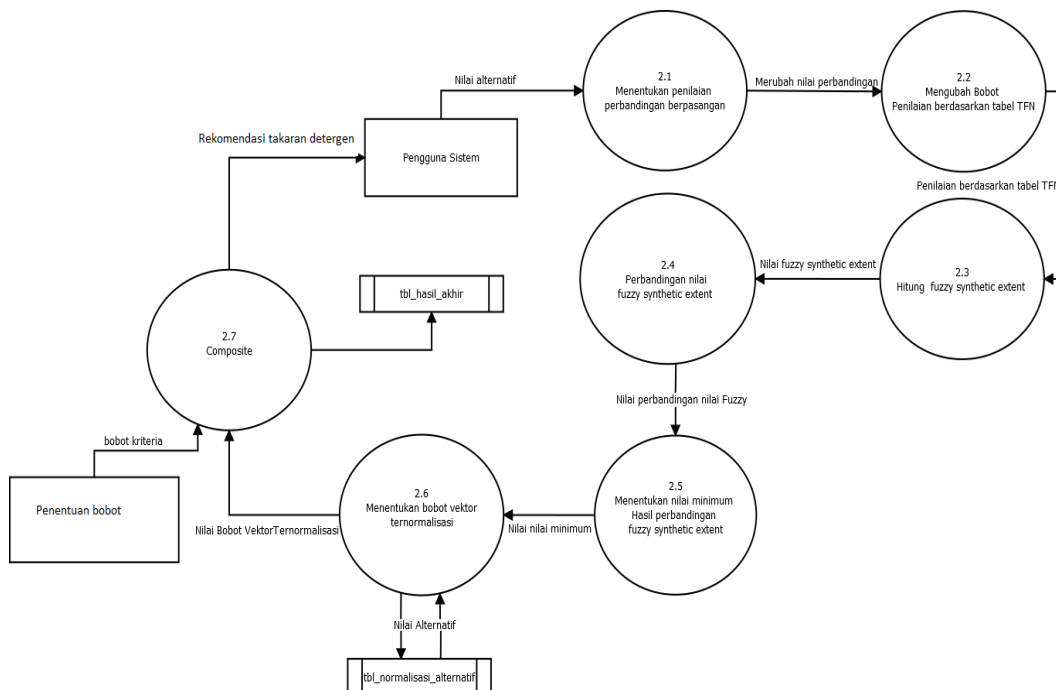 Nilai alternatif
2.1
Menentukan penilaian
perbandingan berpasangan
Merubah nilai perbandingan
2.2
Mengubah Bobot
Penilaian berdasarkan tabel TFN
Rekomendasi takaran detergen
Pengguna Sistem
Penilaian berdasarkan tabel TFN
2.4
Perbandingan nilai
fuzzy synthetic extent
Nilai fuzzy synthetic extent
2.3
Hitung fuzzy synthetic extent
tbl_hasil_akhir
2.7
Composite
Nilai perbandingan nilai Fuzzy
bobot kriteria
Penentuan bobot
2.6
Menentukan bobot vektor
ternormalisasi
2.5
Menentukan nilai minimum
Hasil perbandingan
fuzzy synthetic extent
Nilai Bobot VektorTernormalisasi
Nilai nilai minimum
Nilai Alternatif
tbl_normalisasi_alternatif